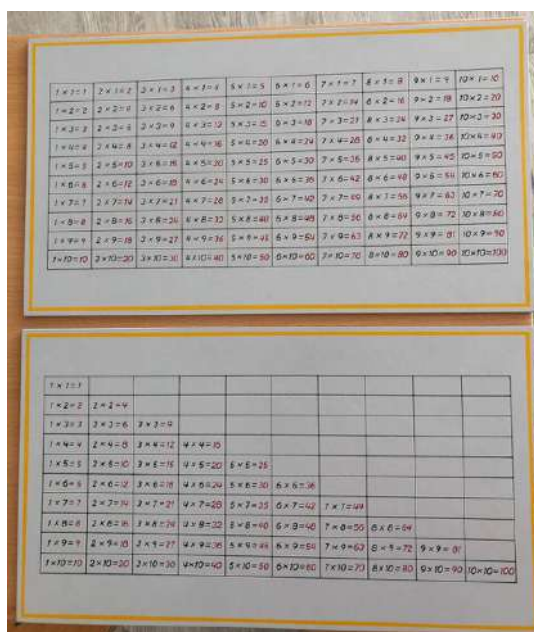 1×1=1 2×1=2 3×1=3 4×1=4 5×1=5 6×1=6 7×1=7 8×1=8 9×1=9 10×1=10
1×2=2 2×2=4 3×2=6 4×2=8 5×2=10 6×2=12 7×2=14 8×2=16 9×2=18 10×2=20
1×3=3 2×3=6 3×3=9 4×3=12 5×3=15 6×3=18 7×3=21 8×3=24 9×3=27 10×3=30
1×4=4 2×4=8 3×4=12 4×4=16 5×4=20 6×4=24 7×4=28 8×4=32 9×4=36 10×4=40
1×5=5 2×5=10 3×5=15 4×5=20 5×5=25 6×5=30 7×5=35 8×5=40 9×5=45 10×5=50
1×6=6 2×6=12 3×6=18 4×6=24 5×6=30 6×6=36 7×6=42 8×6=48 9×6=54 10×6=60
1×7=7 2×7=14 3×7=21 4×7=28 5×7=35 6×7=42 7×7=49 8×7=56 9×7=63 10×7=70
1×8=8 2×8=16 3×8=24 4×8=32 5×8=40 6×8=48 7×8=56 8×8=64 9×8=72 10×8=80
1×9=9 2×9=18 3×9=27 4×9=36 5×9=45 6×9=54 7×9=63 8×9=72 9×9=81 10×9=90
1×10=10 2×10=20 3×10=30 4×10=40 5×10=50 6×10=60 7×10=70 8×10=80 9×10=90 10×10=100
1×1=1
1×2=2 2×2=4
1×3=3 2×3=6 3×3=9
1×4=4 2×4=8 3×4=12 4×4=16
1×5=5 2×5=10 3×5=15 4×5=20 5×5=25
1×6=6 2×6=12 3×6=18 4×6=24 5×6=30 6×6=36
1×7=7 2×7=14 3×7=21 4×7=28 5×7=35 6×7=42 7×7=49
1×8=8 2×8=16 3×8=24 4×8=32 5×8=40 6×8=48 7×8=56 8×8=64
1×9=9 2×9=18 3×9=27 4×9=36 5×9=45 6×9=54 7×9=63 8×9=72 9×9=81
1×10=10 2×10=20 3×10=30 4×10=40 5×10=50 6×10=60 7×10=70 8×10=80 9×10=90 10×10=100